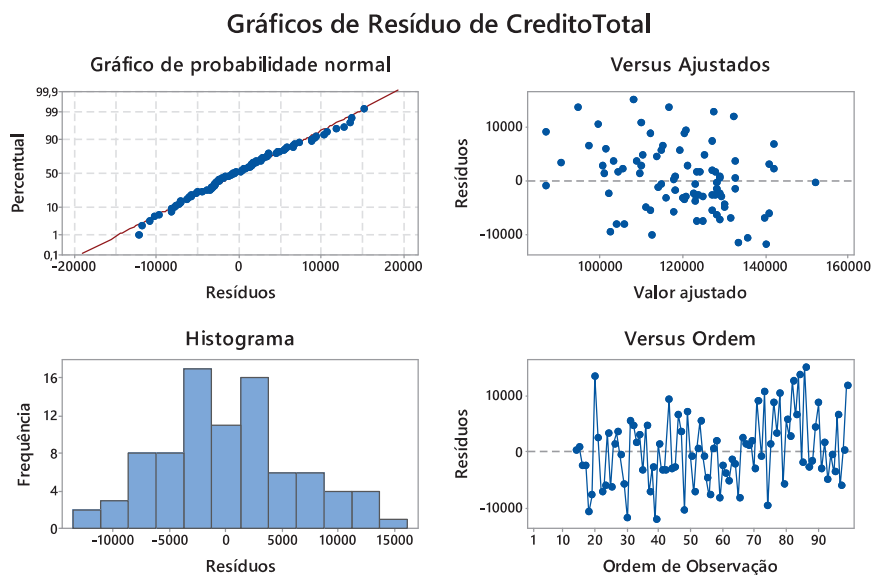 Gráficos de Resíduo de CreditoTotal
Gráfico de probabilidade normal
99,9
99
90
50
10
1
0,1
Percentual
-20000 -10000 0 10000 20000
Resíduos
Versus Ajustados
10000
0
-10000
Resíduos
100000 120000 140000 160000
Valor ajustado
Histograma
16
12
8
4
0
Frequência
-10000 -5000 0 5000 10000 15000
Resíduos
Versus Ordem
10000
0
-10000
Resíduos
1 10 20 30 40 50 60 70 80 90
Ordem de Observação